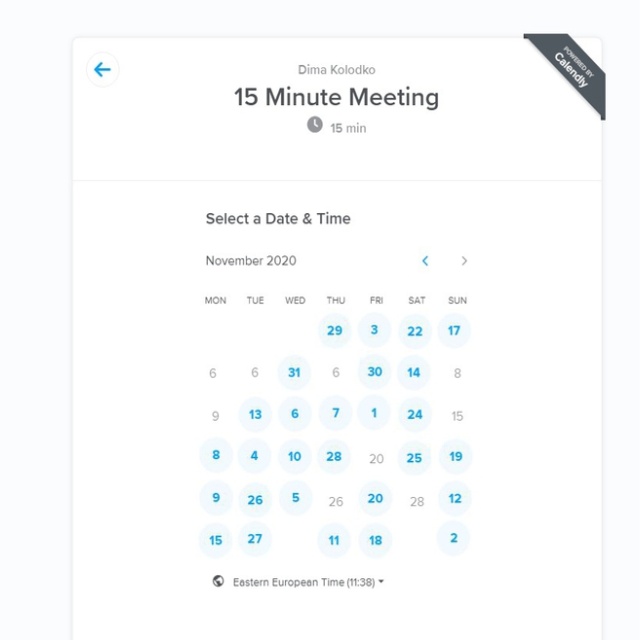 Dima Kolodko
POWERED BY
Calendly
15 Minute Meeting
15 min
Select a Date & Time
November 2020
MON TUE WED THU FRI SAT SUN
29 3 22 17
6 6 31 6 30 14 8
9 13 6 7 1 24 15
8 4 10 28 20 25 19
9 26 5 26 20 28 12
15 27 11 18 2
Eastern European Time (11:38)